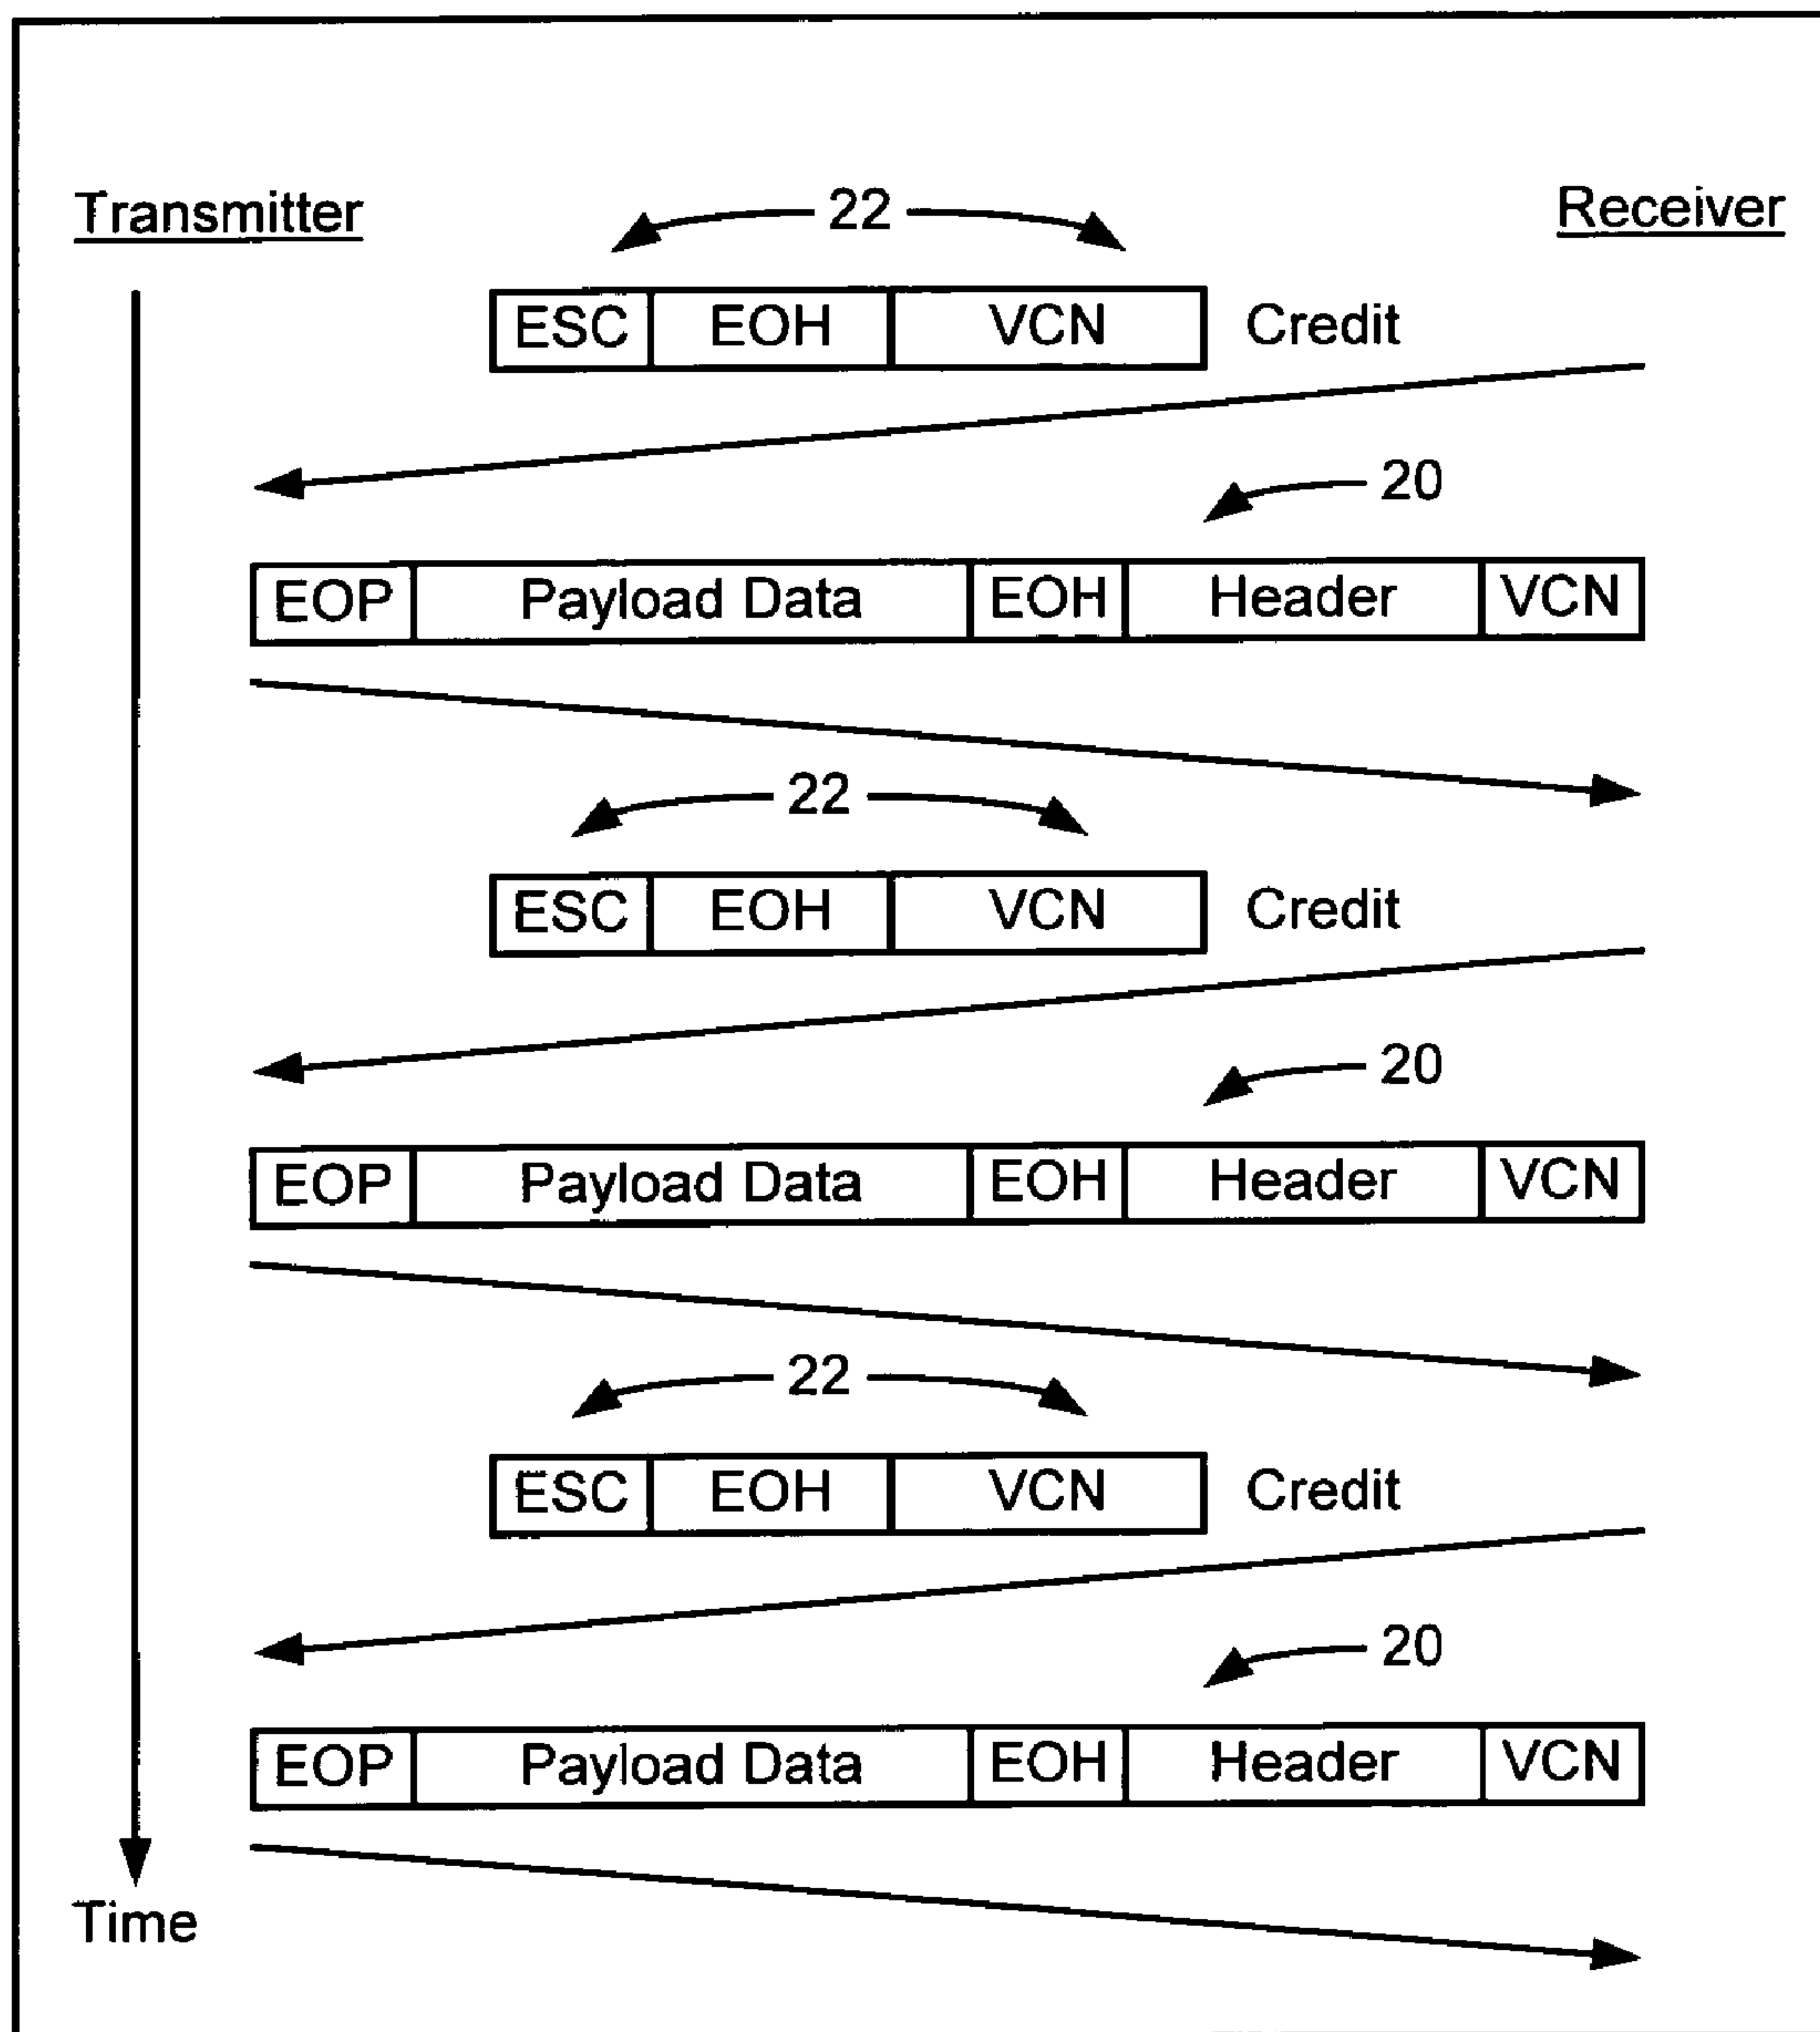 Transmitter 22 Receiver
ESC EOH VCN Credit
20
EOP Payload Data EOH Header VCN
22
ESC EOH VCN Credit
20
EOP Payload Data EOH Header VCN
22
ESC EOH VCN Credit
20
EOP Payload Data EOH Header VCN
Time